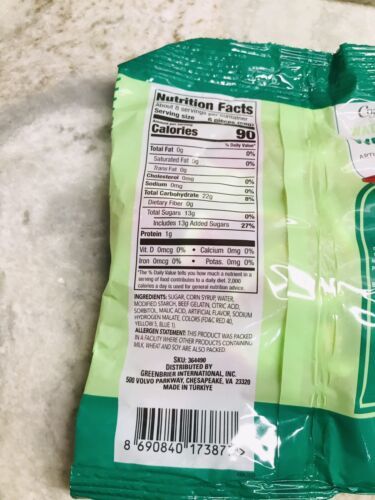 Nutrition Facts
About 8 servings per container
Serving size 6 pieces
Calories 90
% Daily Value*
Total Fat 0g 0%
Saturated Fat 0g 0%
Trans Fat 0g
Cholesterol 0mg 0%
Sodium 0mg 0%
Total Carbohydrate 22g 8%
Dietary Fiber 0g 0%
Total Sugars 13g
Includes 13g Added Sugars 27%
Protein 1g
Vit. D 0mcg 0% • Calcium 0mg 0%
Iron 0mcg 0% • Potas. 0mg 0%
*The % Daily Value tells you how much a nutrient in a
serving of food contributes to a daily diet. 2,000
calories a day is used for general nutrition advice.
INGREDIENTS: SUGAR, CORN SYRUP, WATER,
MODIFIED STARCH, BEEF GELATIN, CITRIC ACID,
SORBITOL, MALIC ACID, ARTIFICIAL FLAVOR, SODIUM
HYDROGEN MALATE, COLORS (FD&C RED 40,
YELLOW 5, BLUE 1).
ALLERGEN STATEMENT: THIS PRODUCT WAS PACKED
IN A FACILITY WHERE OTHER PRODUCTS CONTAINING
MILK, WHEAT AND SOY ARE ALSO PACKED.
SKU: 364490
DISTRIBUTED BY
GREENBRIER INTERNATIONAL, INC.
500 VOLVO PARKWAY, CHESAPEAKE, VA 23320
MADE IN TÜRKİYE
8 690840 173877 >